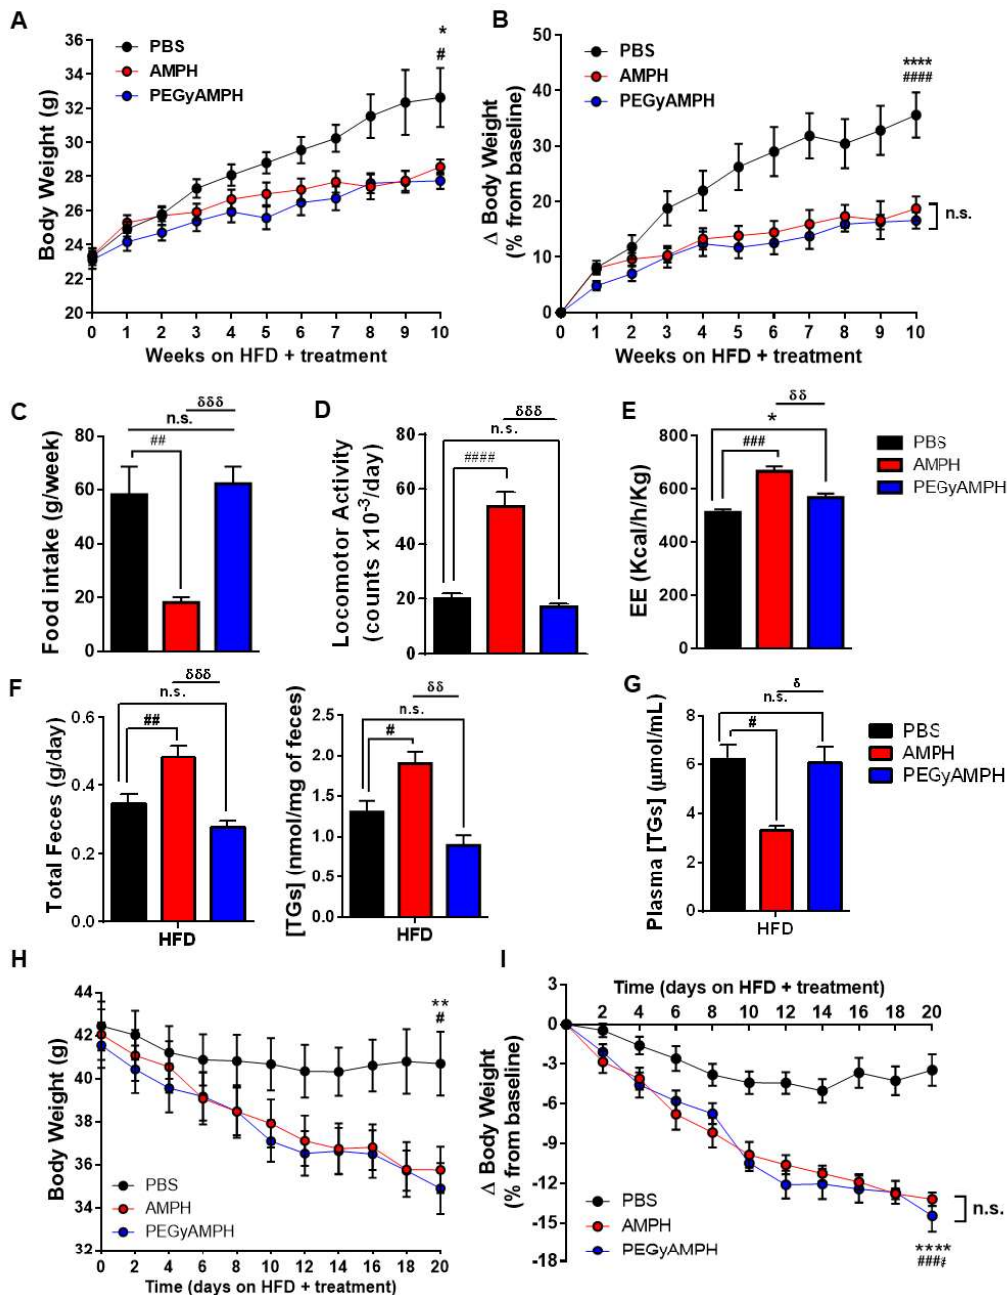 A
Body Weight (g)
36
34
32
30
28
26
24
22
20
PBS
AMPH
PEGyAMPH
*
#
0 1 2 3 4 5 6 7 8 9 10
Weeks on HFD + treatment
B
Δ Body Weight
(% from baseline)
50
40
30
20
10
0
PBS
AMPH
PEGyAMPH
****
####
n.s.
0 1 2 3 4 5 6 7 8 9 10
Weeks on HFD + treatment
C
Food intake (g/week)
80
60
40
20
0
δδδ
n.s.
##
D
Locomotor Activity
(counts x10⁻³/day)
80
60
40
20
0
δδδ
n.s.
####
E
EE (Kcal/h/Kg)
800
600
400
200
0
δδ
*
###
PBS
AMPH
PEGyAMPH
F
Total Feces (g/day)
0.6
0.4
0.2
0.0
δδδ
n.s.
##
HFD
[TGs] (nmol/mg of feces)
2.5
2.0
1.5
1.0
0.5
0.0
δδ
n.s.
#
HFD
G
Plasma [TGs] (μmol/mL)
8
6
4
2
0
δ
n.s.
#
HFD
PBS
AMPH
PEGyAMPH
H
Body Weight (g)
44
42
40
38
36
34
32
**
#
PBS
AMPH
PEGyAMPH
0 2 4 6 8 10 12 14 16 18 20
Time (days on HFD + treatment)
I
Time (days on HFD + treatment)
2 4 6 8 10 12 14 16 18 20
Δ Body Weight
(% from baseline)
0
-3
-6
-9
-12
-15
-18
PBS
AMPH
PEGyAMPH
n.s.
****
####